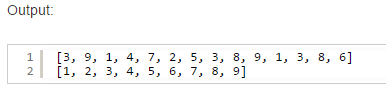 Output:
1 [3, 9, 1, 4, 7, 2, 5, 3, 8, 9, 1, 3, 8, 6]
2 [1, 2, 3, 4, 5, 6, 7, 8, 9]